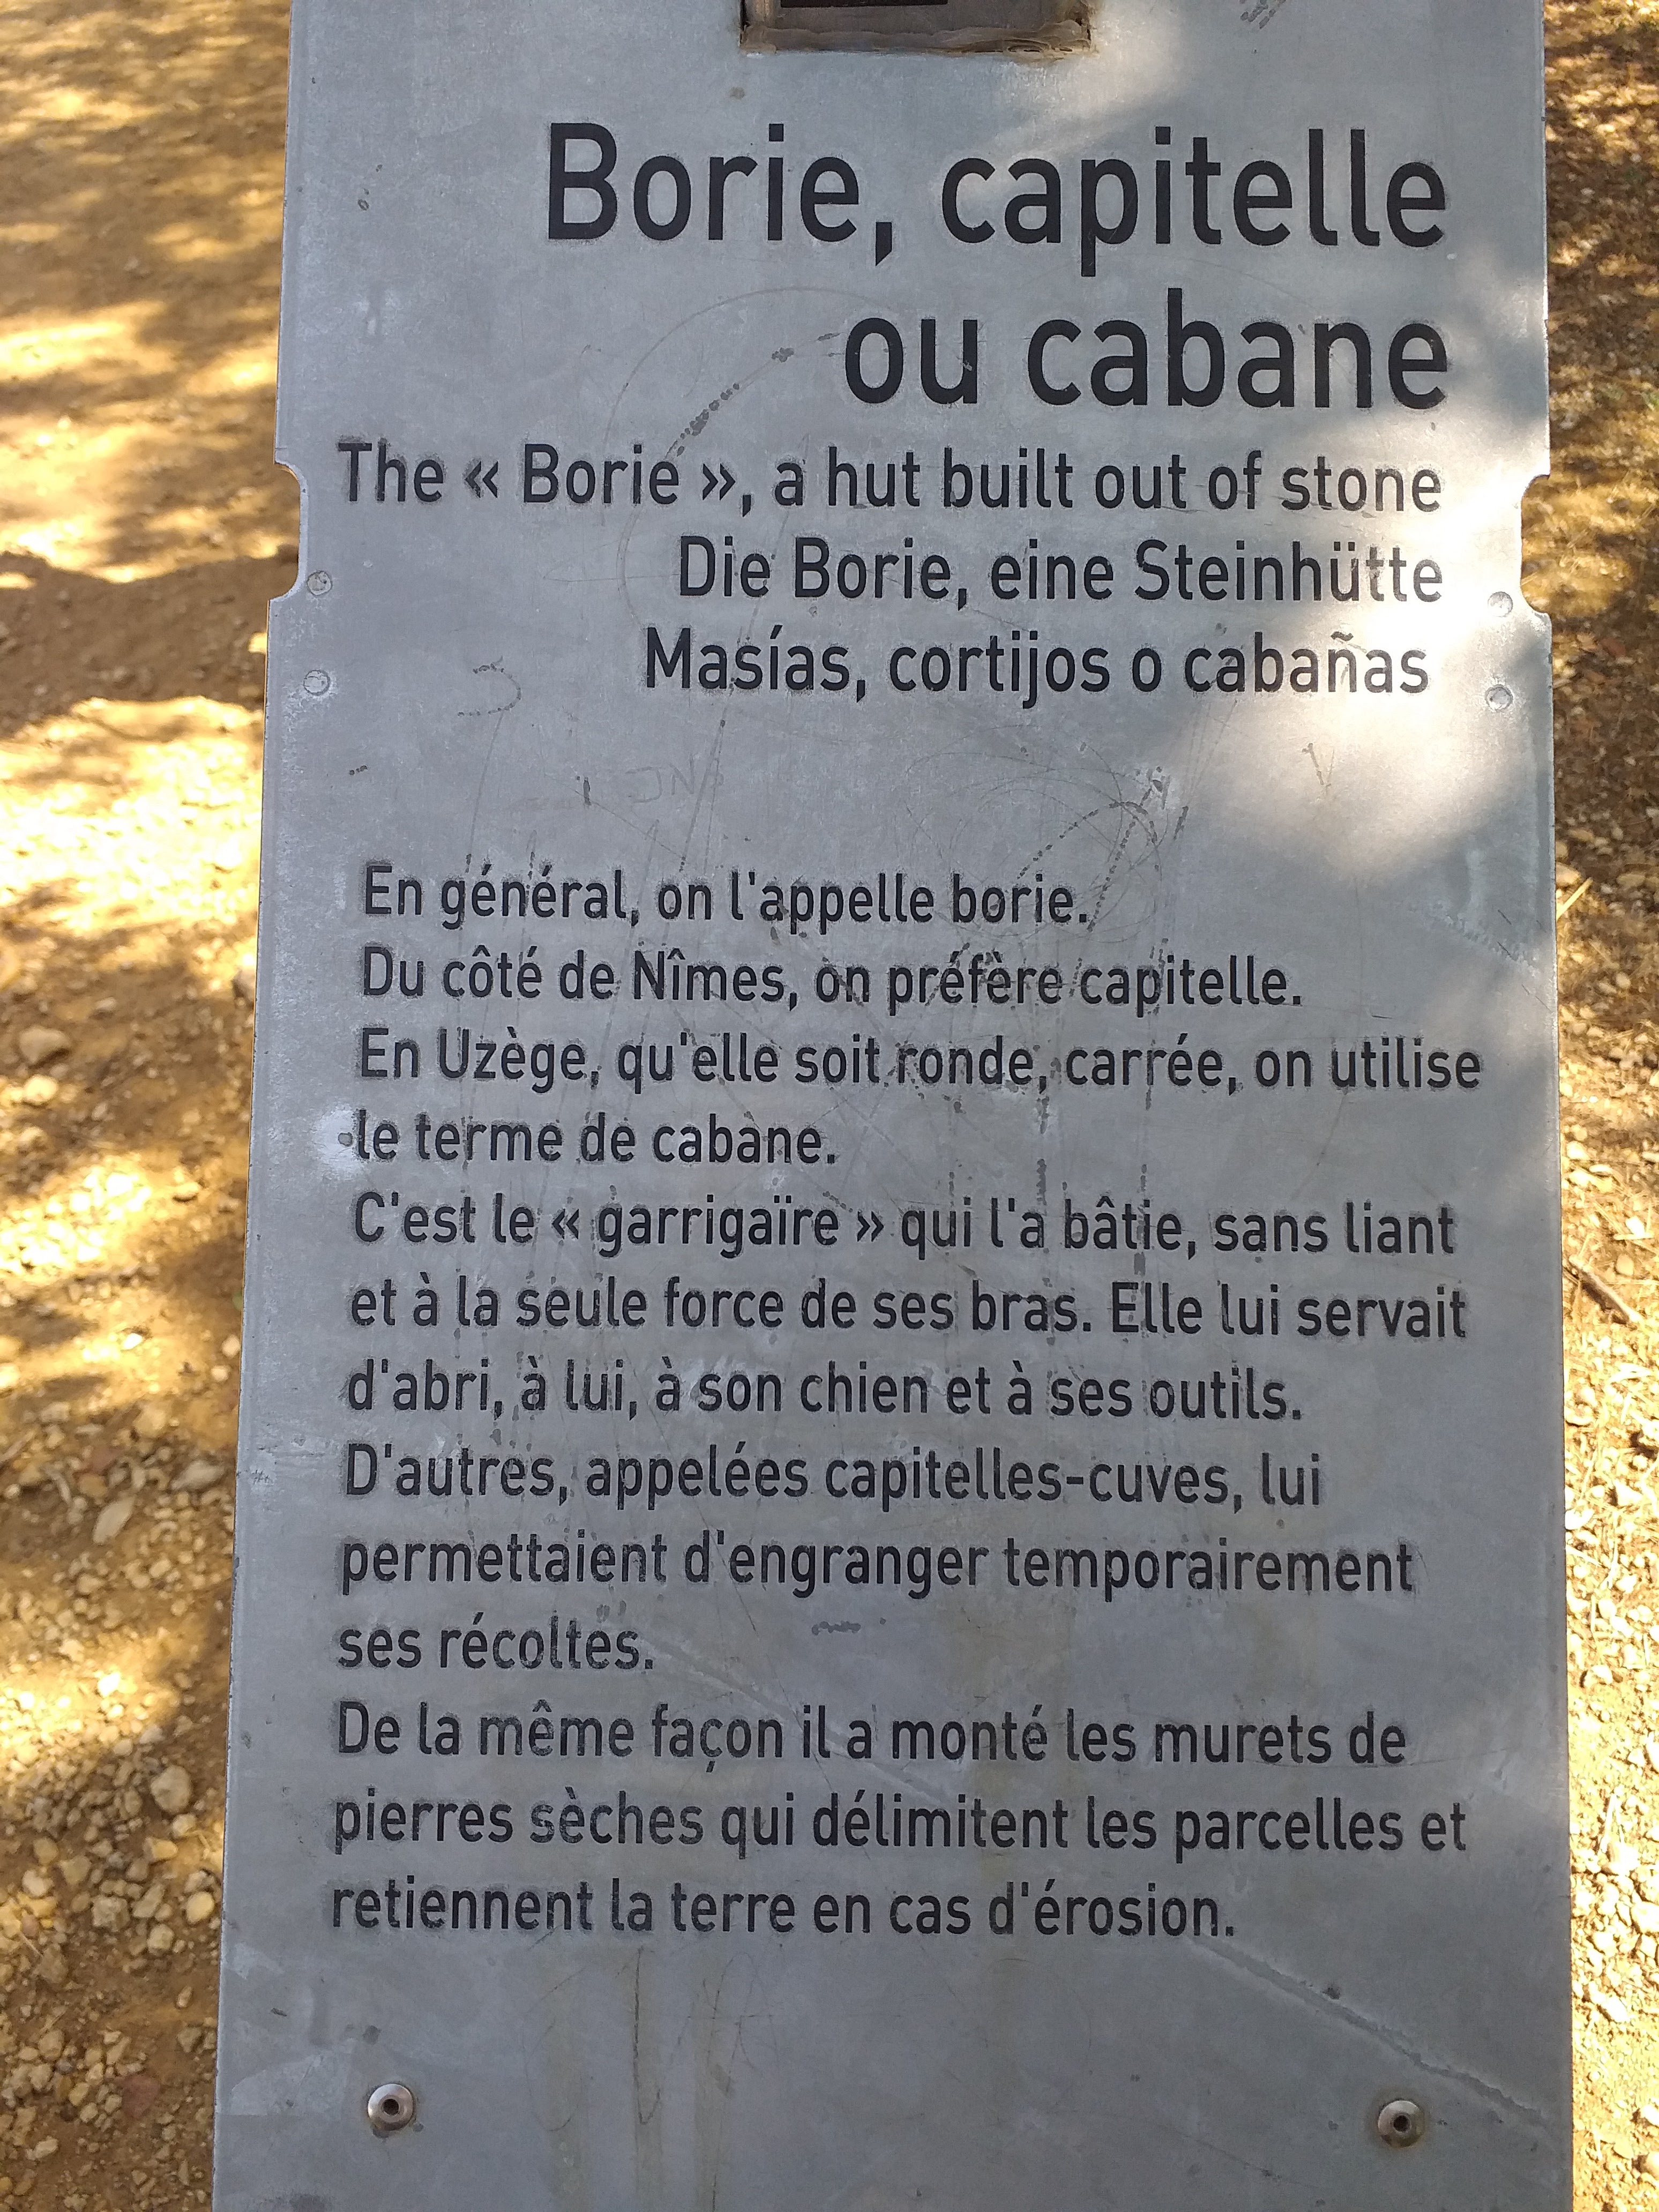 Borie, capitelle
ou cabane
The « Borie », a hut built out of stone
Die Borie, eine Steinhütte
Masías, cortijos o cabañas
En général, on l'appelle borie.
Du côté de Nîmes, on préfère capitelle.
En Uzège, qu'elle soit ronde, carrée, on utilise
le terme de cabane.
C'est le « garrigaïre » qui l'a bâtie, sans liant
et à la seule force de ses bras. Elle lui servait
d'abri, à lui, à son chien et à ses outils.
D'autres, appelées capitelles-cuves, lui
permettaient d'engranger temporairement
ses récoltes.
De la même façon il a monté les murets de
pierres sèches qui délimitent les parcelles et
retiennent la terre en cas d'érosion.